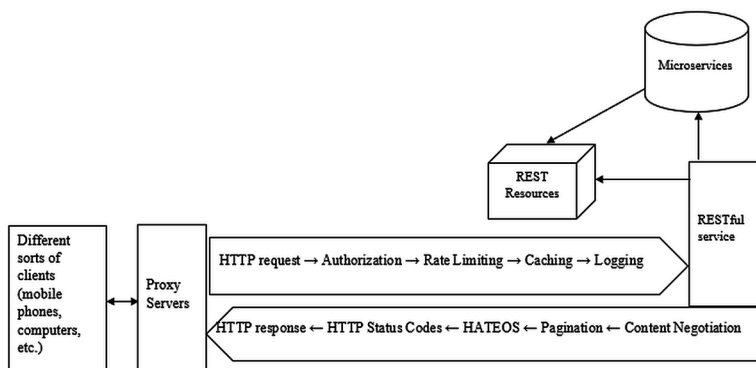 Microservices
REST
Resources
RESTful
service
Different
sorts of
clients
(mobile
phones,
computers,
etc.)
Proxy
Servers
HTTP request → Authorization → Rate Limiting → Caching → Logging
HTTP response ← HTTP Status Codes ← HATEOS ← Pagination ← Content Negotiation